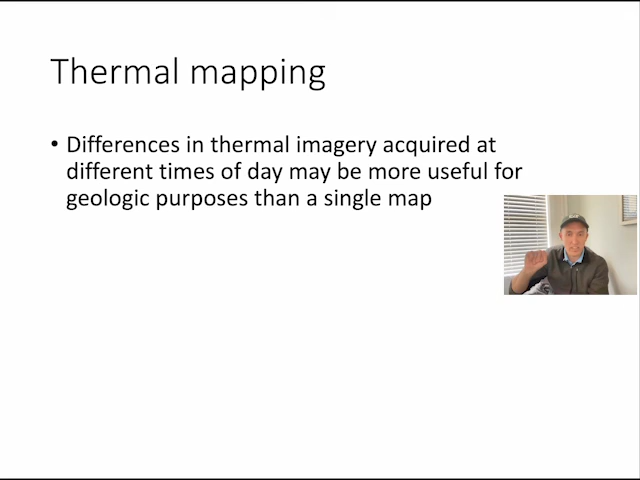 Thermal mapping
• Differences in thermal imagery acquired at
different times of day may be more useful for
geologic purposes than a single map